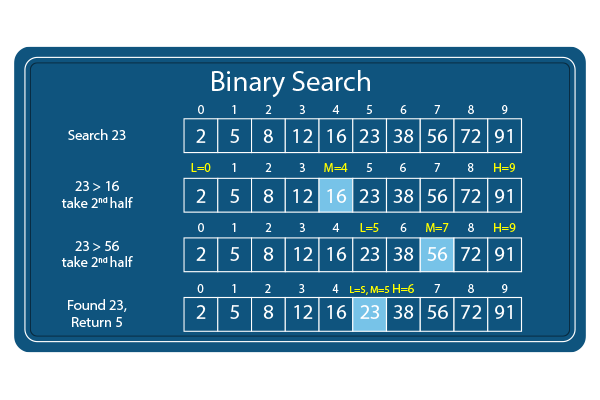 Binary Search
0 1 2 3 4 5 6 7 8 9
Search 23 2 5 8 12 16 23 38 56 72 91
L=0 1 2 3 M=4 5 6 7 8 H=9
23 > 16
take 2nd half
2 5 8 12 16 23 38 56 72 91
0 1 2 3 4 L=5 6 M=7 8 H=9
23 > 56
take 2nd half
2 5 8 12 16 23 38 56 72 91
0 1 2 3 4 L=S, M=5 H=6 7 8 9
Found 23,
Return 5
2 5 8 12 16 23 38 56 72 91